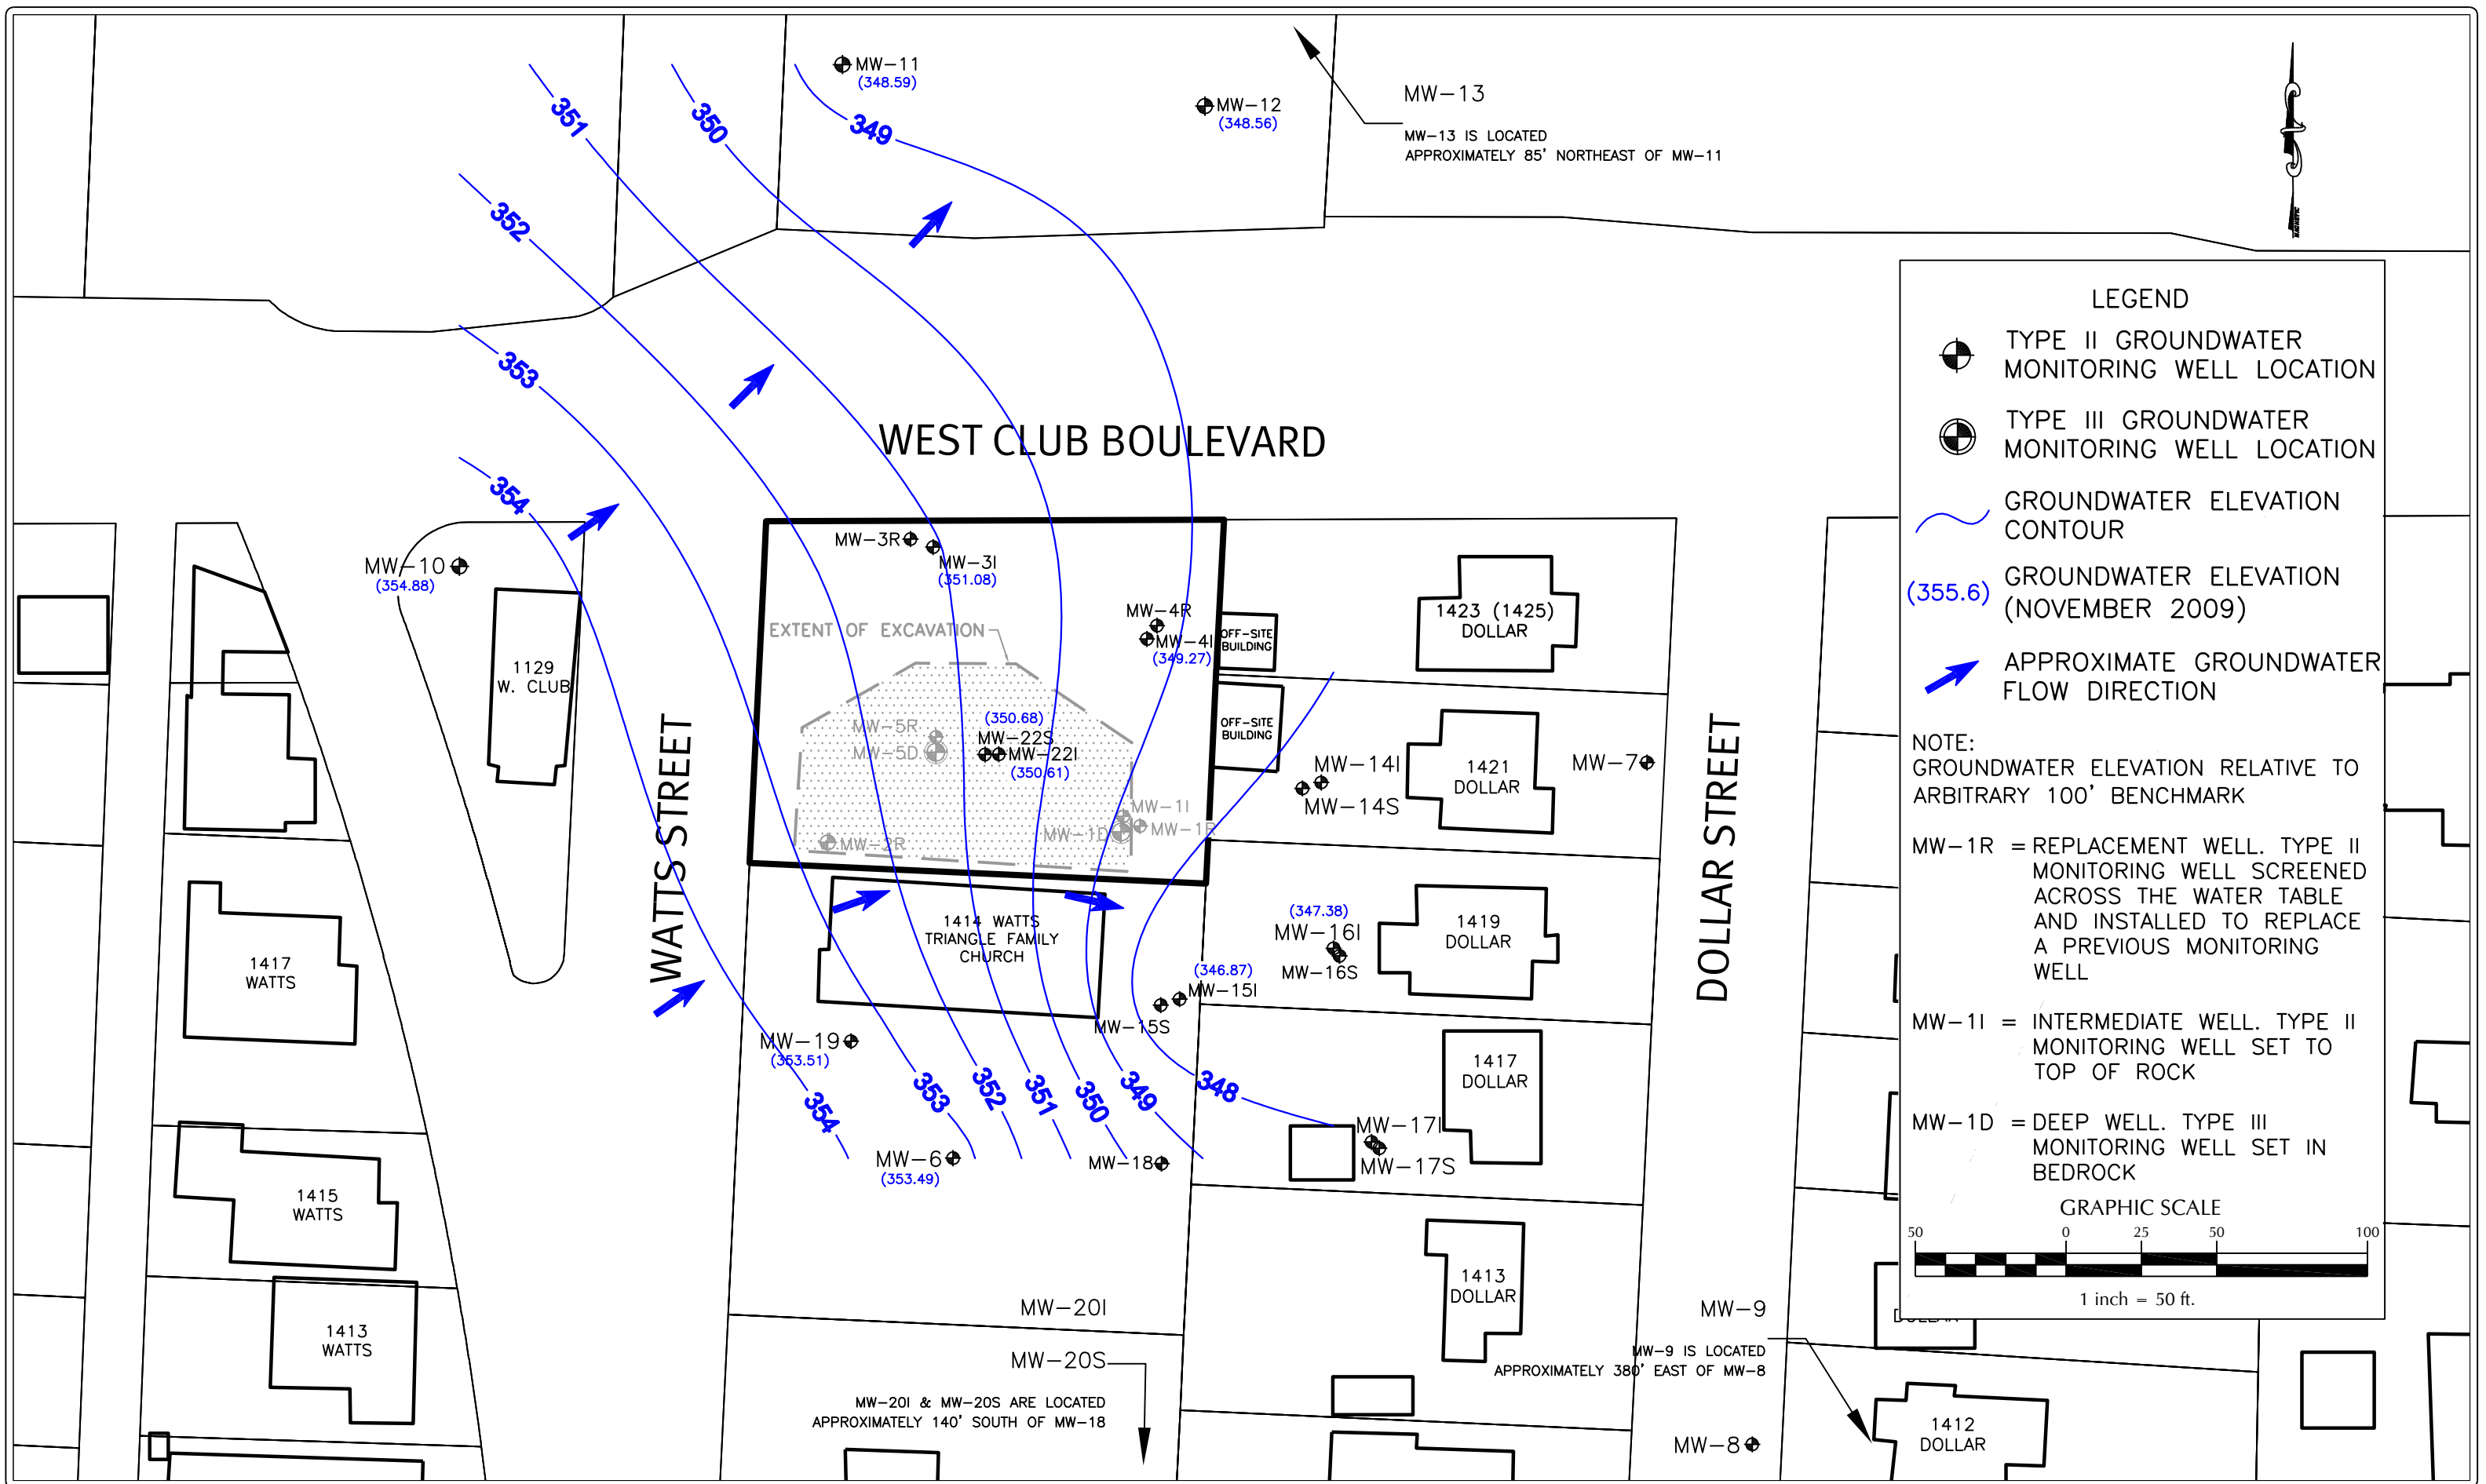 MW-11
(348.59)
MW-12
(348.56)
MW-13
MW-13 IS LOCATED
APPROXIMATELY 85' NORTHEAST OF MW-11
351
350
349
352
353
354
WEST CLUB BOULEVARD
MW-10
(354.88)
1129
W. CLUB
MW-3R
MW-3I
(351.08)
EXTENT OF EXCAVATION
MW-4R
MW-4I
(349.27)
OFF-SITE
BUILDING
OFF-SITE
BUILDING
1423 (1425)
DOLLAR
MW-5R
MW-5D
(350.68)
MW-22S
MW-22I
(350.61)
MW-1I
MW-1D
MW-1R
MW-2R
MW-14I
MW-14S
1421
DOLLAR
MW-7
WATTS STREET
DOLLAR STREET
1414 WATTS
TRIANGLE FAMILY
CHURCH
(347.38)
MW-16I
MW-16S
1419
DOLLAR
1417
WATTS
(346.87)
MW-15I
MW-15S
MW-19
(353.51)
354
353
352
351
350
349
348
1417
DOLLAR
MW-6
(353.49)
MW-18
MW-17I
MW-17S
1415
WATTS
1413
WATTS
1413
DOLLAR
MW-20I
MW-20S
MW-20I & MW-20S ARE LOCATED
APPROXIMATELY 140' SOUTH OF MW-18
MW-9
MW-9 IS LOCATED
APPROXIMATELY 380' EAST OF MW-8
MW-8
1412
DOLLAR
LEGEND
TYPE II GROUNDWATER
MONITORING WELL LOCATION
TYPE III GROUNDWATER
MONITORING WELL LOCATION
GROUNDWATER ELEVATION
CONTOUR
(355.6)
GROUNDWATER ELEVATION
(NOVEMBER 2009)
APPROXIMATE GROUNDWATER
FLOW DIRECTION
NOTE:
GROUNDWATER ELEVATION RELATIVE TO
ARBITRARY 100' BENCHMARK
MW-1R = REPLACEMENT WELL. TYPE II
MONITORING WELL SCREENED
ACROSS THE WATER TABLE
AND INSTALLED TO REPLACE
A PREVIOUS MONITORING
WELL
MW-1I = INTERMEDIATE WELL. TYPE II
MONITORING WELL SET TO
TOP OF ROCK
MW-1D = DEEP WELL. TYPE III
MONITORING WELL SET IN
BEDROCK
GRAPHIC SCALE
50 0 25 50 100
1 inch = 50 ft.